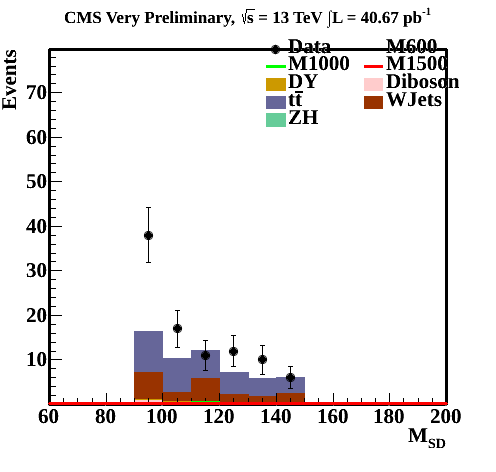 CMS Very Preliminary, √s = 13 TeV ∫L = 40.67 pb⁻¹
Events
Data M600
M1000 M1500
DY Diboson
tt̄ WJets
ZH
70
60
50
40
30
20
10
0
60 80 100 120 140 160 180 200
M_SD